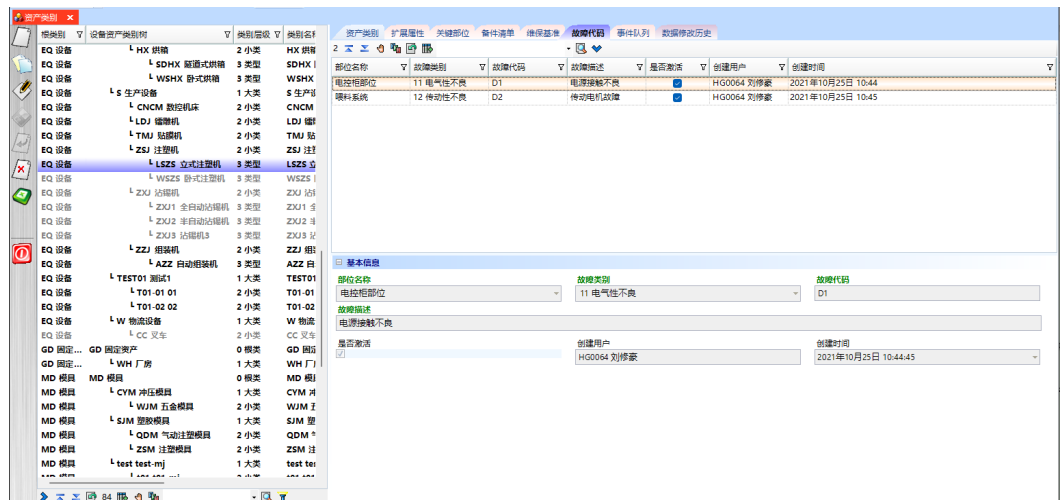 资产类别
根类别 设备资产类别树 类别层级 类别名称
EQ 设备 HX 烘箱 2 小类 HX 烘箱
EQ 设备 SDHX 隧道式烘箱 3 类型 SDHX
EQ 设备 WSHX 卧式烘箱 3 类型 WSHX
EQ 设备 S 生产设备 1 大类 S 生产设
EQ 设备 CNCM 数控机床 2 小类 CNCM
EQ 设备 LDJ 镭雕机 2 小类 LDJ 镭
EQ 设备 TMJ 贴膜机 2 小类 TMJ 贴
EQ 设备 ZSJ 注塑机 2 小类 ZSJ 注
EQ 设备 LSZS 立式注塑机 3 类型 LSZS 立
EQ 设备 WSZS 卧式注塑机 3 类型 WSZS
EQ 设备 ZXJ 沾锡机 2 小类 ZXJ 沾
EQ 设备 ZXJ1 全自动沾锡机 3 类型 ZXJ1 全
EQ 设备 ZXJ2 半自动沾锡机 3 类型 ZXJ2 半
EQ 设备 ZXJ3 沾锡机3 3 类型 ZXJ3 沾
EQ 设备 ZZJ 组装机 2 小类 ZZJ 组
EQ 设备 AZZ 自动组装机 3 类型 AZZ 自
EQ 设备 TEST01 测试1 1 大类 TEST01
EQ 设备 T01-01 01 2 小类 T01-01
EQ 设备 T01-02 02 2 小类 T01-02
EQ 设备 W 物流设备 1 大类 W 物流
EQ 设备 CC 叉车 2 小类 CC 叉车
GD 固定... GD 固定资产 0 根类 GD 固定
GD 固定... WH 厂房 1 大类 WH 厂
MD 模具 MD 模具 0 根类 MD 模
MD 模具 CYM 冲压模具 1 大类 CYM 冲
MD 模具 WJM 五金模具 2 小类 WJM 五
MD 模具 SJM 塑胶模具 1 大类 SJM 塑
MD 模具 QDM 气动注塑模具 2 小类 QDM 气
MD 模具 ZSM 注塑模具 2 小类 ZSM 注
MD 模具 test test-mj 1 大类 test tes
84
资产类别 扩展属性 关键部位 备件清单 维保基准 故障代码 事件队列 数据修改历史
2
部位名称 故障类别 故障代码 故障描述 是否激活 创建用户 创建时间
电控柜部位 11 电气性不良 D1 电源接触不良 HG0064 刘修豪 2021年10月25日 10:44
喂料系统 12 传动性不良 D2 传动电机故障 HG0064 刘修豪 2021年10月25日 10:45
基本信息
部位名称 故障类别 故障代码
电控柜部位 11 电气性不良 D1
故障描述
电源接触不良
是否激活 创建用户 创建时间
HG0064 刘修豪 2021年10月25日 10:44:45